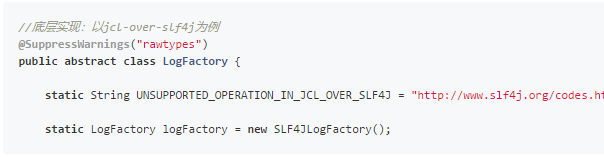 //底层实现：以jcl-over-slf4j为例
@SuppressWarnings("rawtypes")
public abstract class LogFactory {
static String UNSUPPORTED_OPERATION_IN_JCL_OVER_SLF4J = "http://www.slf4j.org/codes.ht
static LogFactory logFactory = new SLF4JLogFactory();